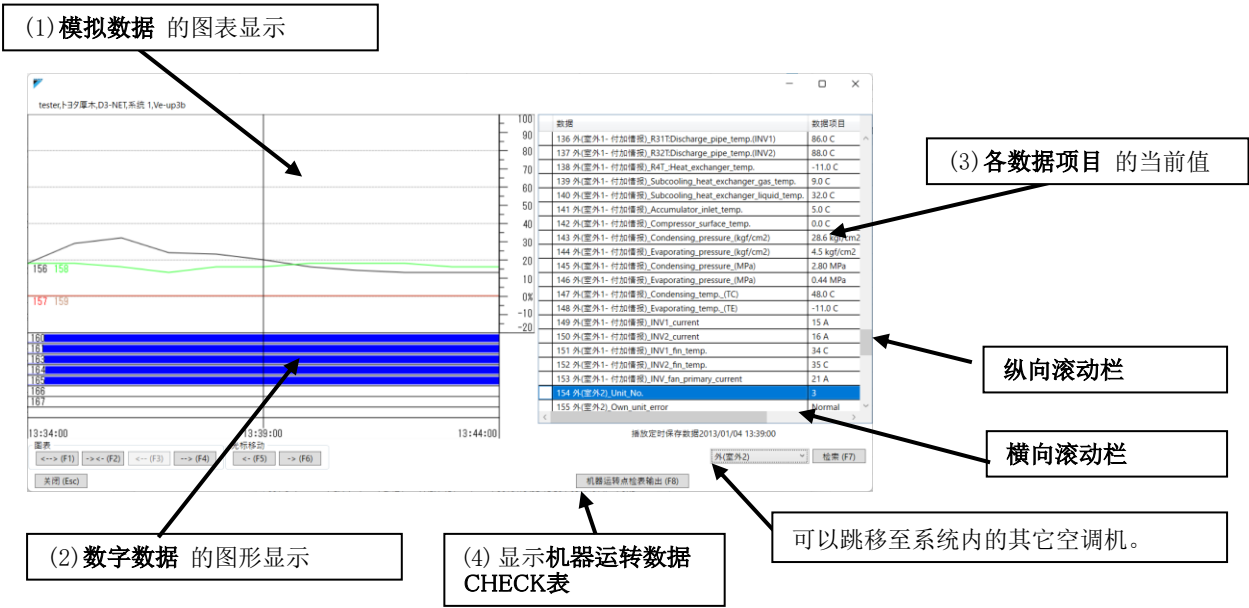 (1)模拟数据 的图表显示
tester,トヨタ厚木,D3-NET,系统 1,Ve-up3b
100
90
80
70
60
50
40
30
20
10
0%
-10
-20
156 158
157 159
160
161
163
164
165
166
167
13:34:00 13:39:00 13:44:00
数据 数据项目
136 外(室外1- 付加情报)_R31T:Discharge_pipe_temp.(INV1) 86.0 C
137 外(室外1- 付加情报)_R32T:Discharge_pipe_temp.(INV2) 88.0 C
138 外(室外1- 付加情报)_R4T_:Heat_exchanger_temp. -11.0 C
139 外(室外1- 付加情报)_Subcooling_heat_exchanger_gas_temp. 9.0 C
140 外(室外1- 付加情报)_Subcooling_heat_exchanger_liquid_temp. 32.0 C
141 外(室外1- 付加情报)_Accumulator_inlet_temp. 5.0 C
142 外(室外1- 付加情报)_Compressor_surface_temp. 0.0 C
143 外(室外1- 付加情报)_Condensing_pressure_(kgf/cm2) 28.6 kgf/cm2
144 外(室外1- 付加情报)_Evaporating_pressure_(kgf/cm2) 4.5 kgf/cm2
145 外(室外1- 付加情报)_Condensing_pressure_(MPa) 2.80 MPa
146 外(室外1- 付加情报)_Evaporating_pressure_(MPa) 0.44 MPa
147 外(室外1- 付加情报)_Condensing_temp._(TC) 48.0 C
148 外(室外1- 付加情报)_Evaporating_temp._(TE) -11.0 C
149 外(室外1- 付加情报)_INV1_current 15 A
150 外(室外1- 付加情报)_INV2_current 16 A
151 外(室外1- 付加情报)_INV1_fin_temp. 34 C
152 外(室外1- 付加情报)_INV2_fin_temp. 35 C
153 外(室外1- 付加情报)_INV_fan_primary_current 21 A
154 外(室外2)_Unit_No. 3
155 外(室外2)_Own_unit_error Normal
播放定时保存数据2013/01/04 13:39:00
图表 光标移动
<--> (F1) -><- (F2) <-- (F3) --> (F4) <- (F5) -> (F6)
外(室外2) 检索 (F7)
关闭 (Esc) 机器运转点检表输出 (F8)
(3)各数据项目 的当前值
纵向滚动栏
横向滚动栏
可以跳移至系统内的其它空调机。
(2)数字数据 的图形显示
(4) 显示机器运转数据
CHECK表